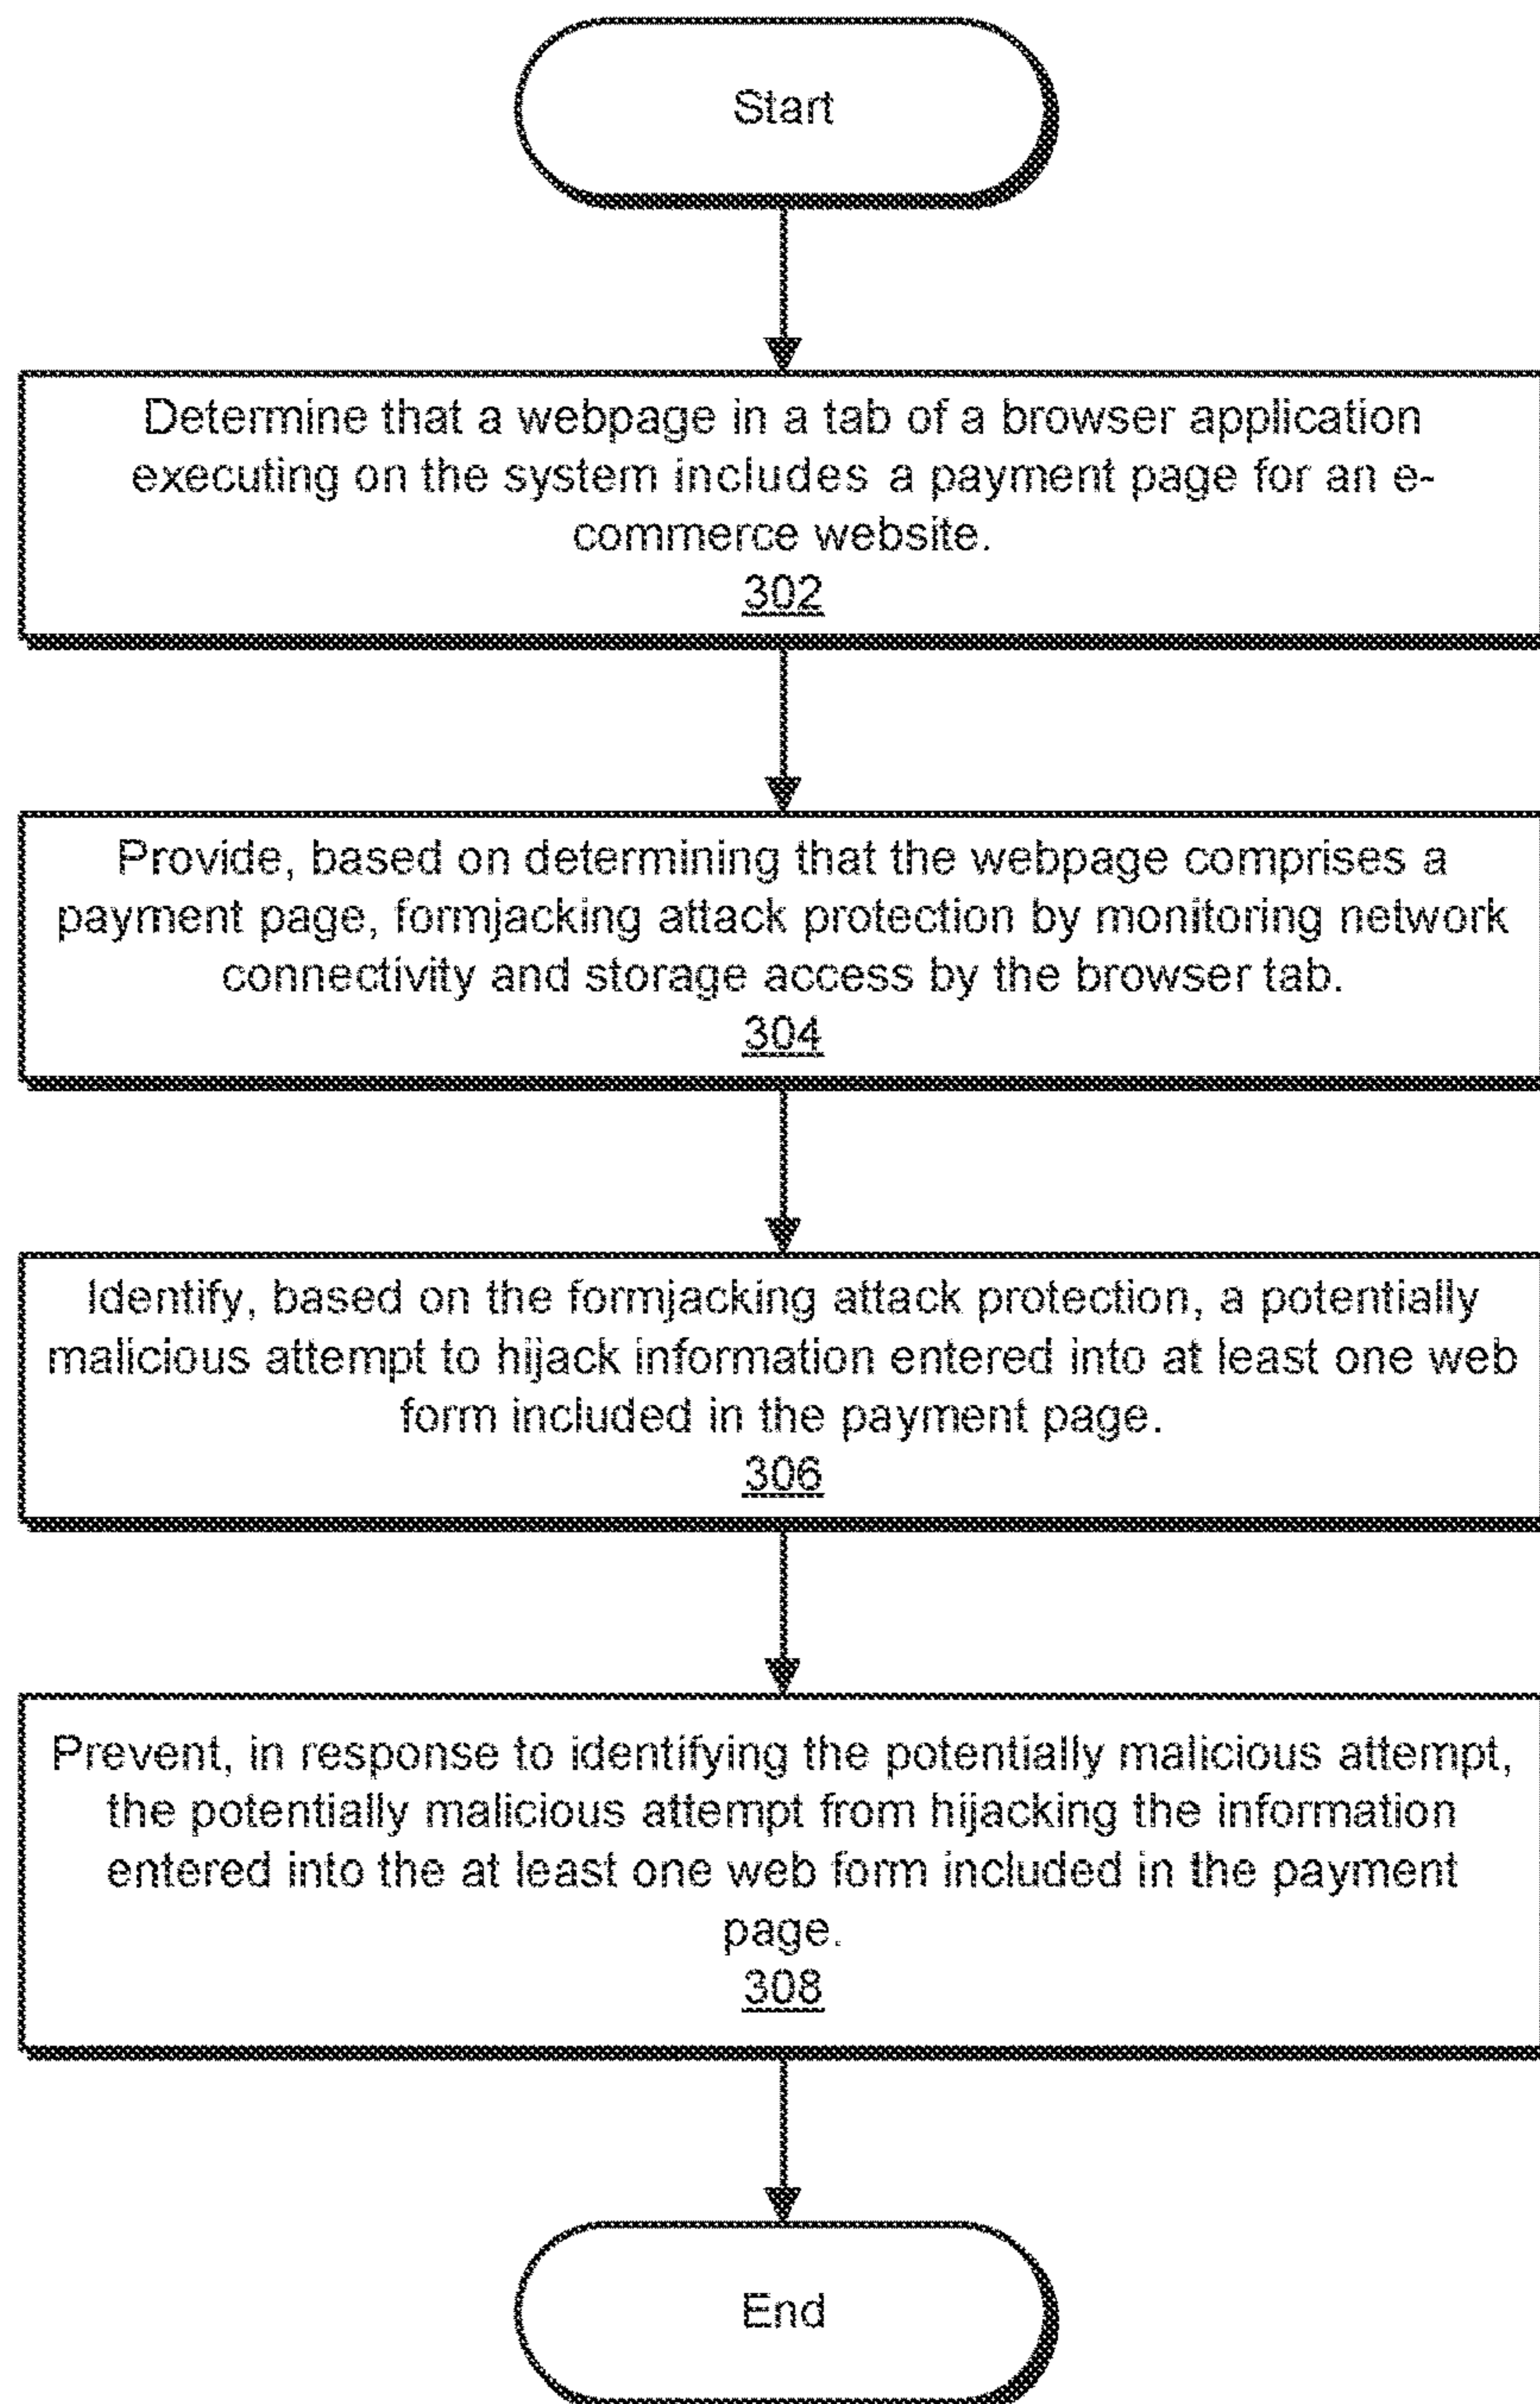 Start
Determine that a webpage in a tab of a browser application
executing on the system includes a payment page for an e-
commerce website.
302
Provide, based on determining that the webpage comprises a
payment page, formjacking attack protection by monitoring network
connectivity and storage access by the browser tab.
304
Identify, based on the formjacking attack protection, a potentially
malicious attempt to hijack information entered into at least one web
form included in the payment page.
306
Prevent, in response to identifying the potentially malicious attempt,
the potentially malicious attempt from hijacking the information
entered into the at least one web form included in the payment
page.
308
End